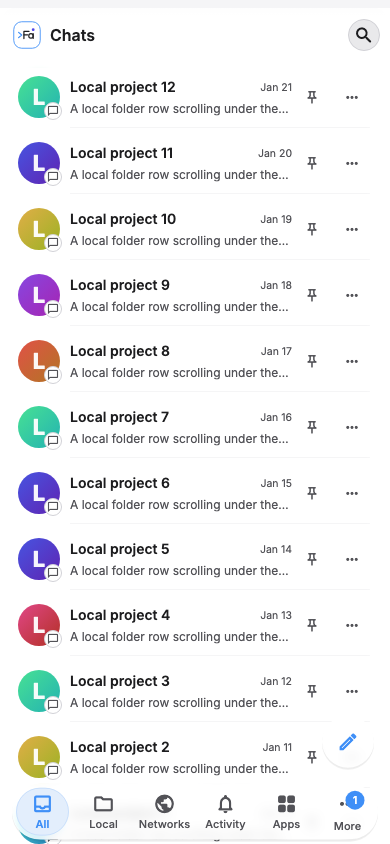 >Fa
Chats
L
Local project 12
Jan 21
A local folder row scrolling under the...
L
Local project 11
Jan 20
A local folder row scrolling under the...
L
Local project 10
Jan 19
A local folder row scrolling under the...
L
Local project 9
Jan 18
A local folder row scrolling under the...
L
Local project 8
Jan 17
A local folder row scrolling under the...
L
Local project 7
Jan 16
A local folder row scrolling under the...
L
Local project 6
Jan 15
A local folder row scrolling under the...
L
Local project 5
Jan 14
A local folder row scrolling under the...
L
Local project 4
Jan 13
A local folder row scrolling under the...
L
Local project 3
Jan 12
A local folder row scrolling under the...
L
Local project 2
Jan 11
A local folder row scrolling under the...
1
All
Local
Networks
Activity
Apps
More